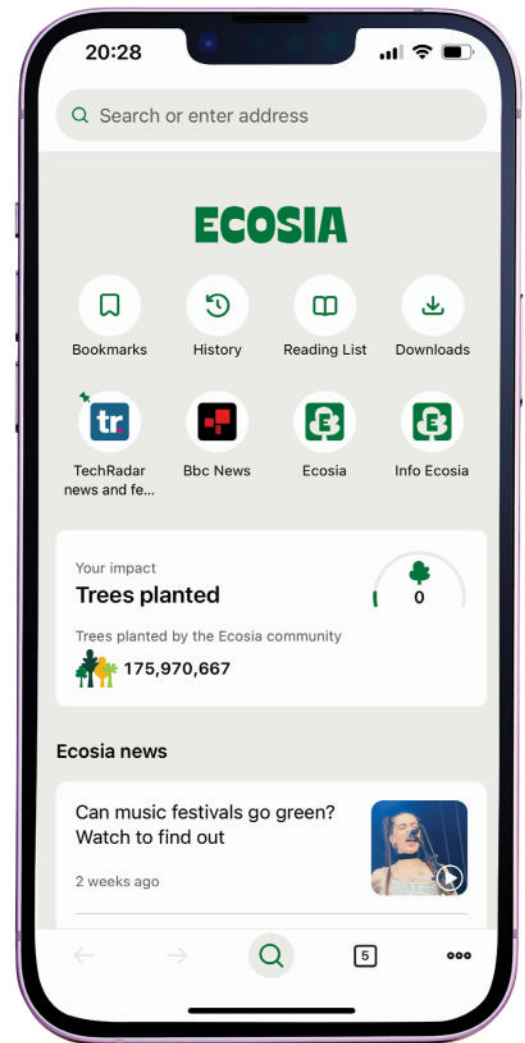 20:28
Search or enter address
ECOSIA
Bookmarks
History
Reading List
Downloads
tr.
TechRadar
news and fe...
Bbc News
E
Ecosia
E
Info Ecosia
Your impact
Trees planted
0
Trees planted by the Ecosia community
175,970,667
Ecosia news
Can music festivals go green?
Watch to find out
2 weeks ago
5